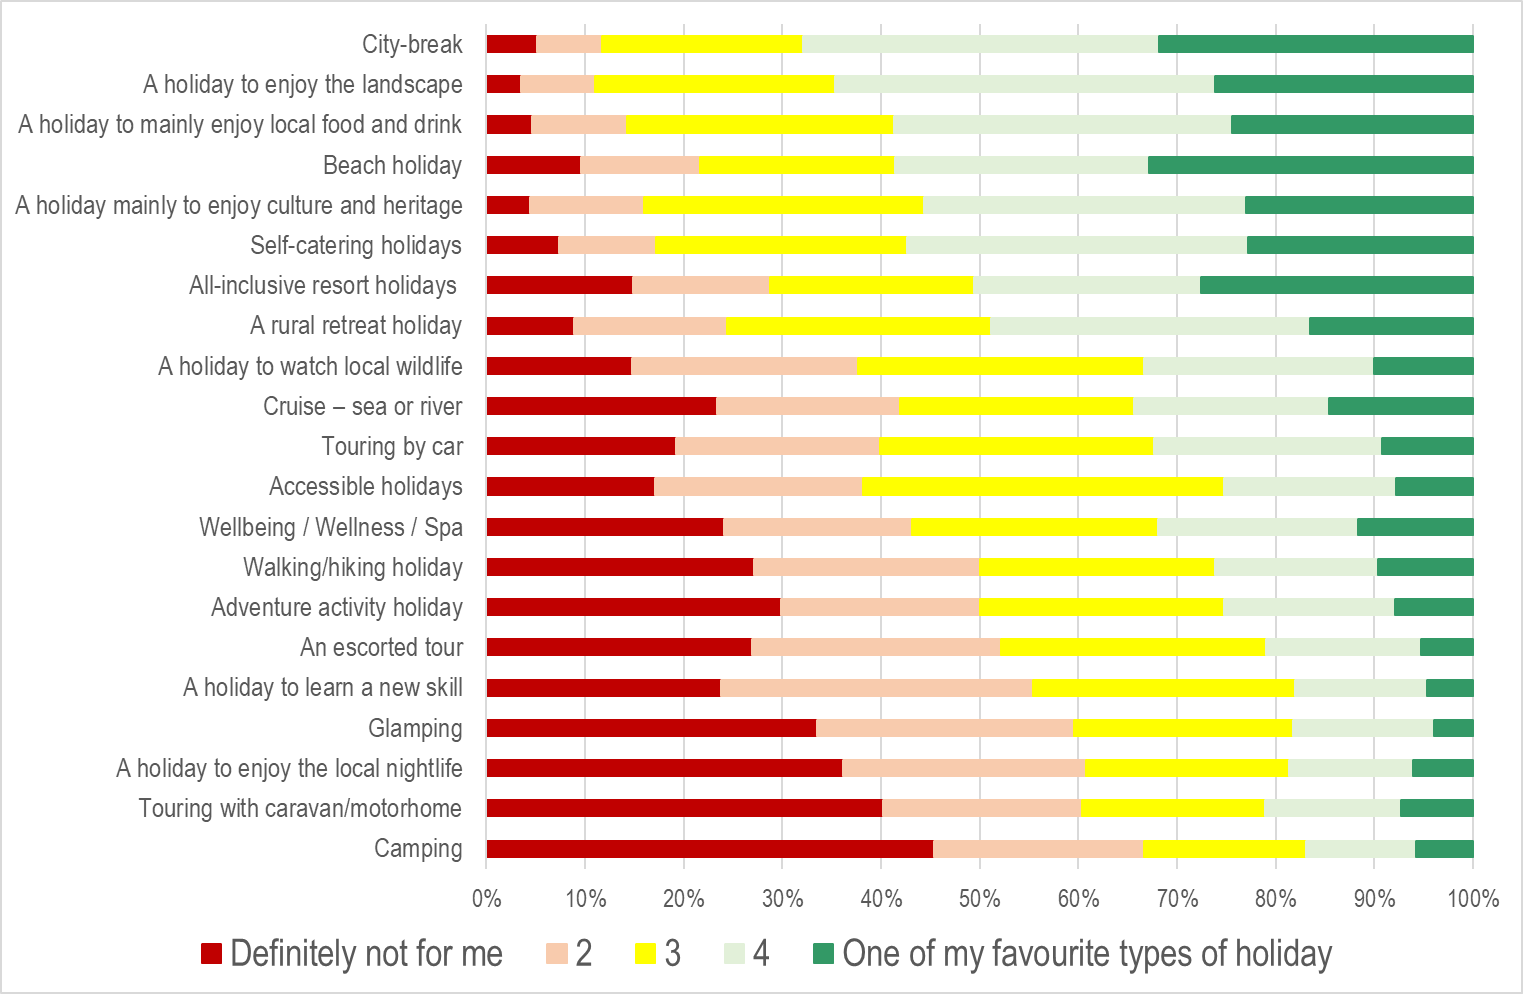 City-break
A holiday to enjoy the landscape
A holiday to mainly enjoy local food and drink
Beach holiday
A holiday mainly to enjoy culture and heritage
Self-catering holidays
All-inclusive resort holidays
A rural retreat holiday
A holiday to watch local wildlife
Cruise – sea or river
Touring by car
Accessible holidays
Wellbeing / Wellness / Spa
Walking/hiking holiday
Adventure activity holiday
An escorted tour
A holiday to learn a new skill
Glamping
A holiday to enjoy the local nightlife
Touring with caravan/motorhome
Camping
0% 10% 20% 30% 40% 50% 60% 70% 80% 90% 100%
Definitely not for me 2 3 4 One of my favourite types of holiday